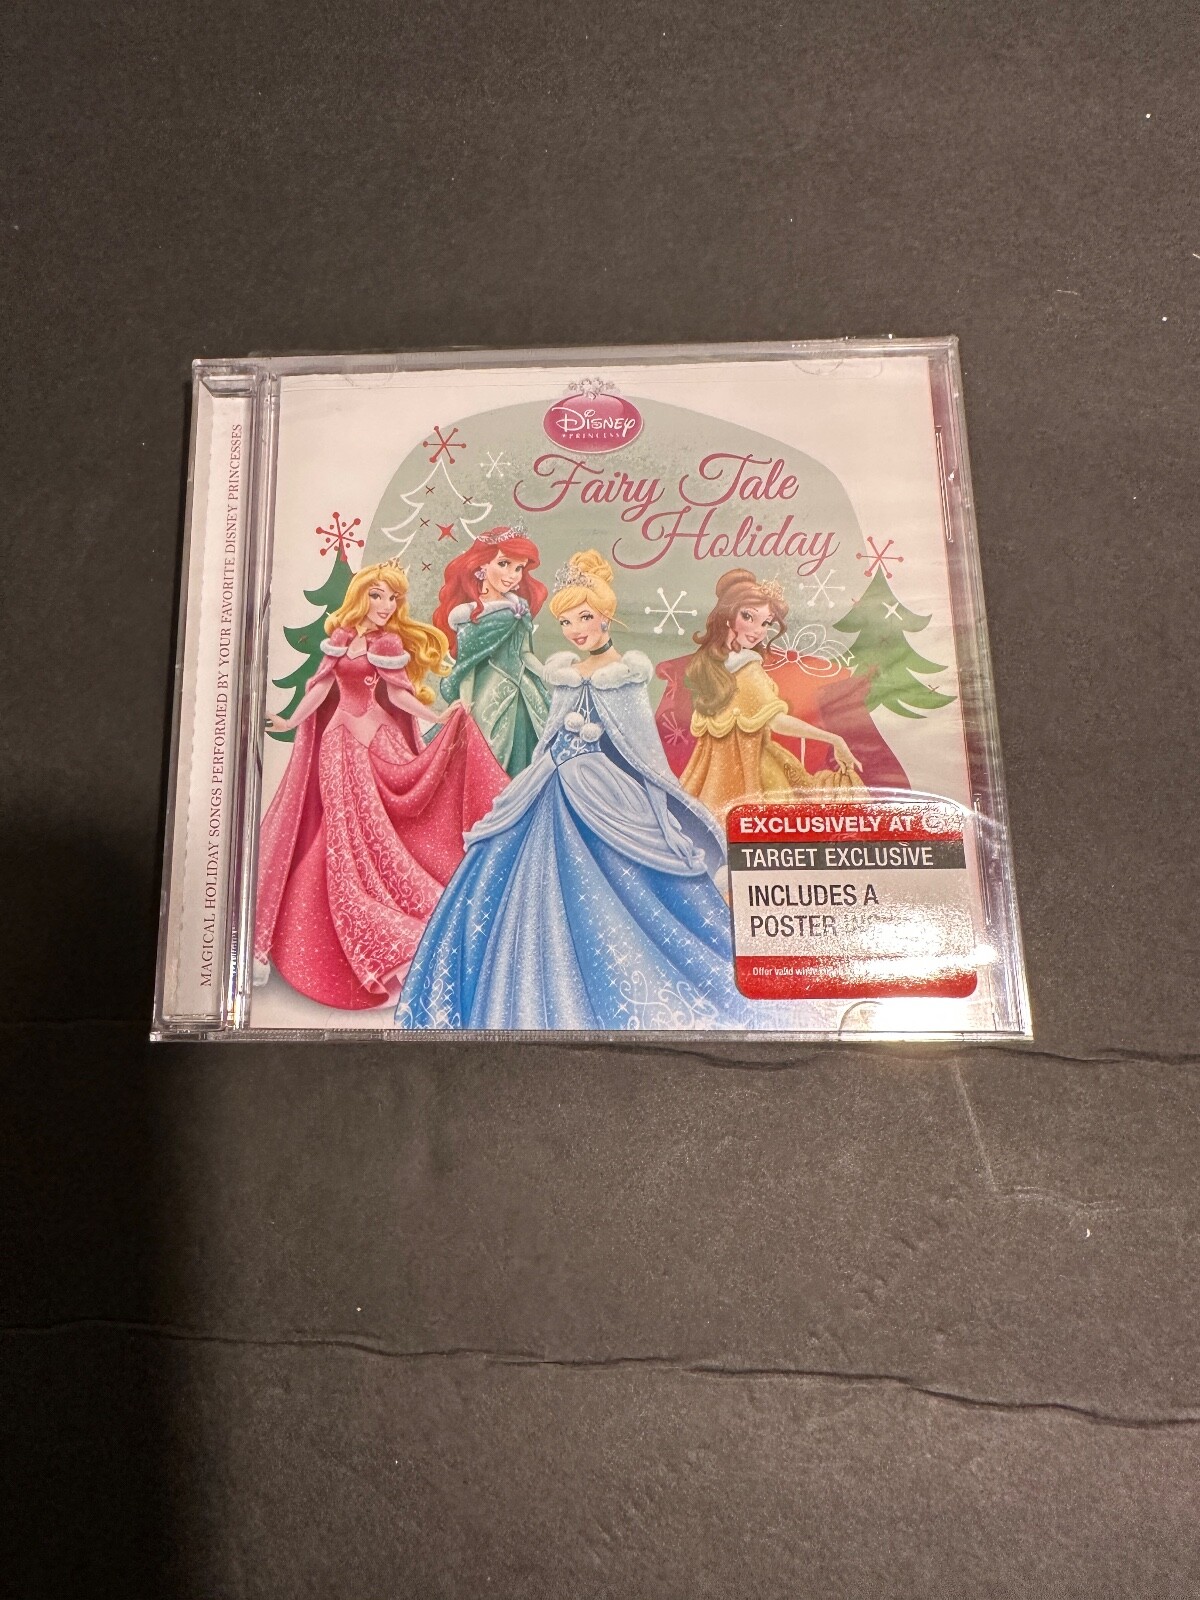 MAGICAL HOLIDAY SONGS PERFORMED BY YOUR FAVORITE DISNEY PRINCESSES
Disney
PRINCESS
Fairy Tale
Holiday
EXCLUSIVELY AT
TARGET EXCLUSIVE
INCLUDES A
POSTER
Offer valid while